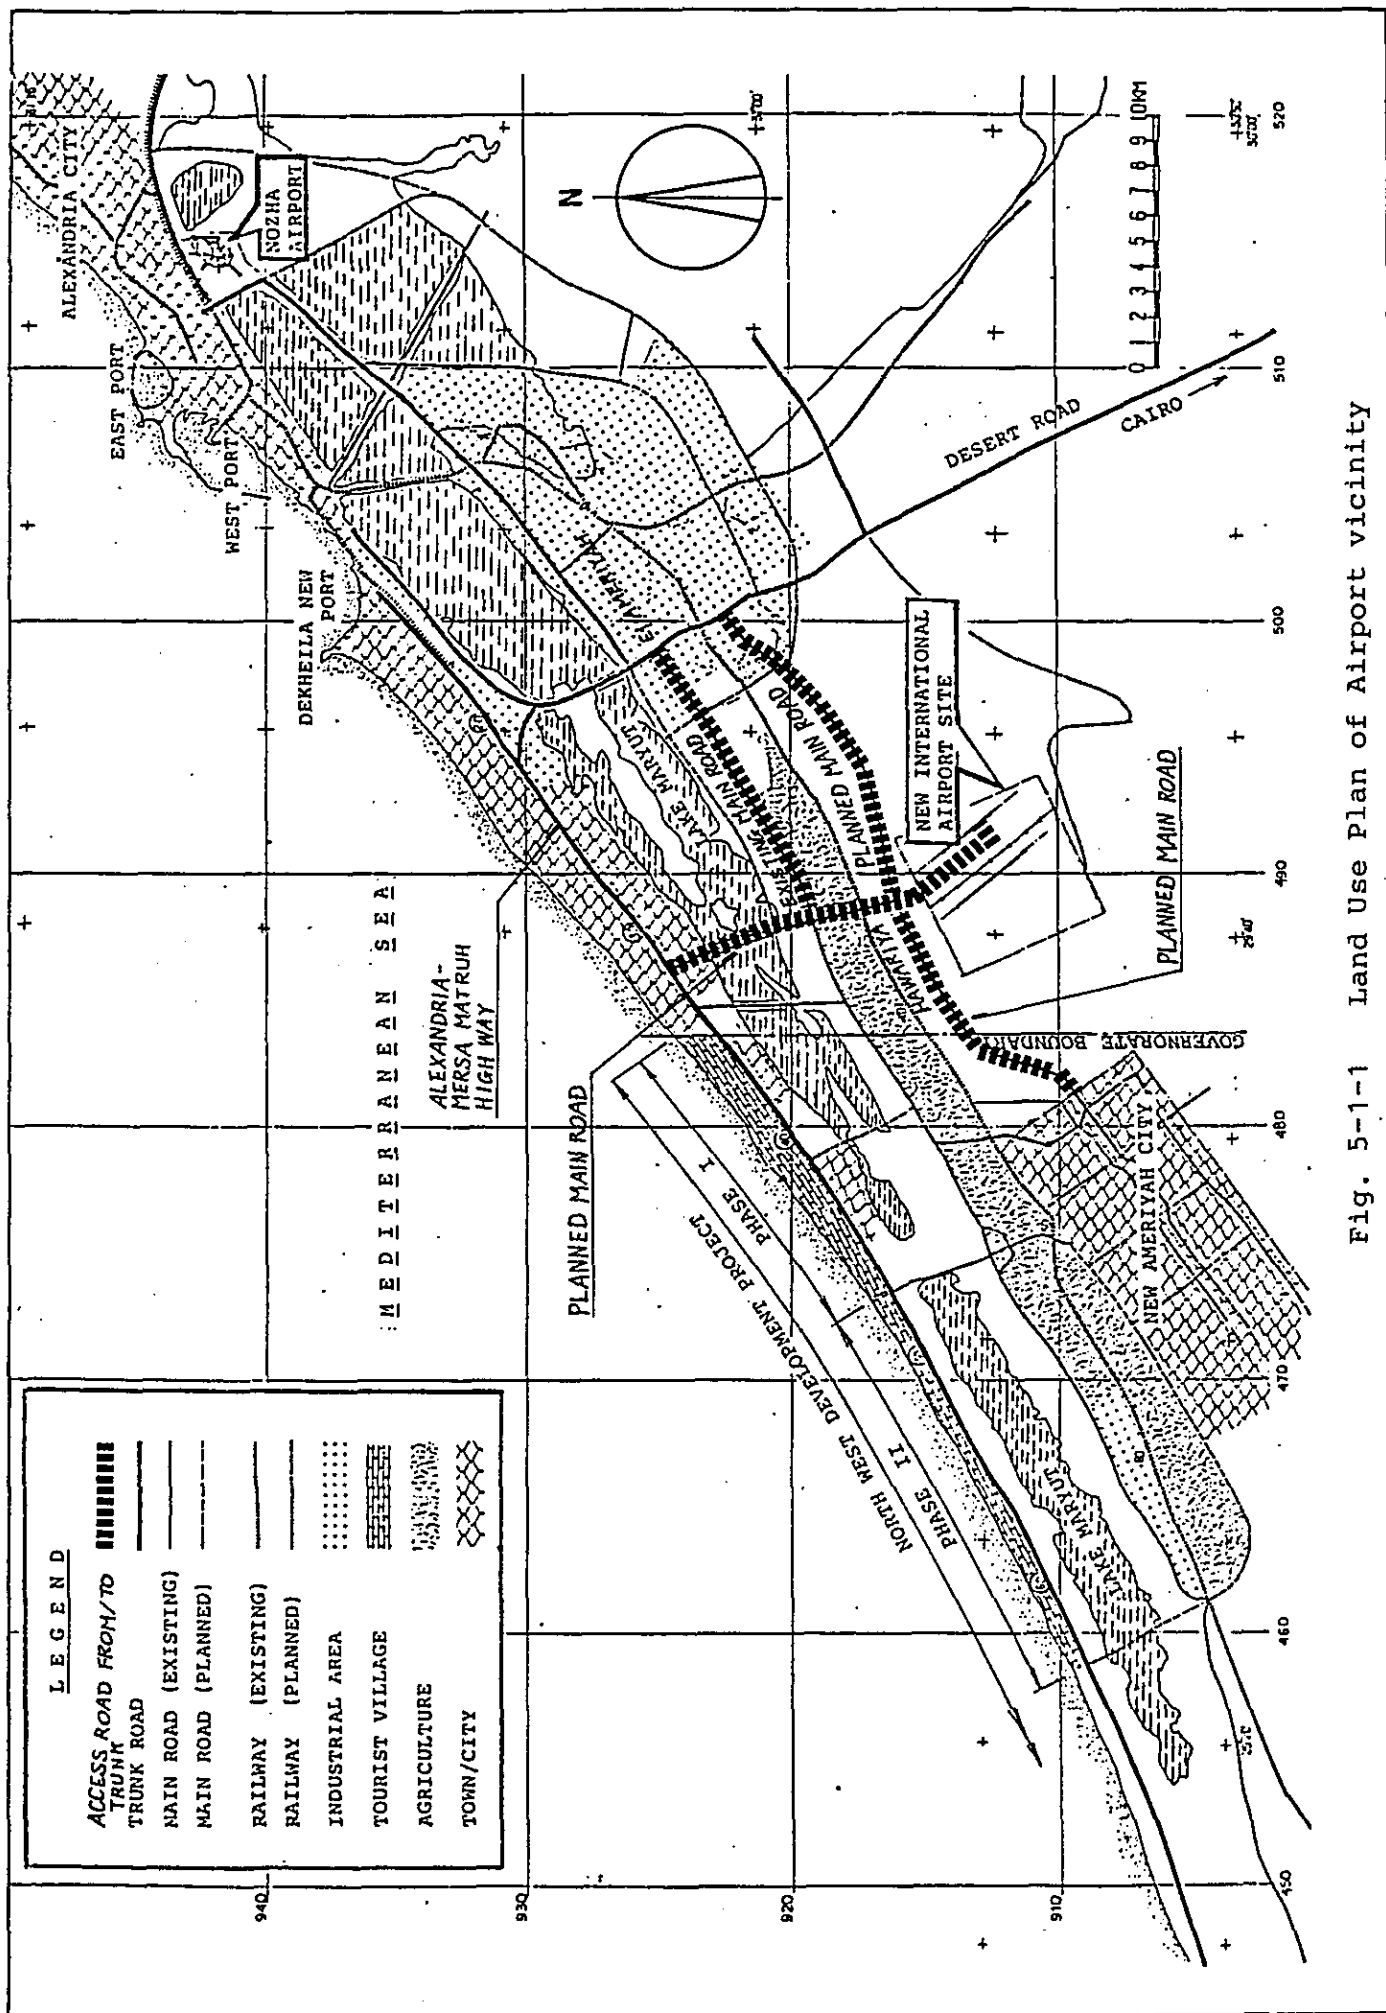 LEGEND
ACCESS ROAD FROM/TO
TRUNK
TRUNK ROAD
MAIN ROAD (EXISTING)
MAIN ROAD (PLANNED)
RAILWAY (EXISTING)
RAILWAY (PLANNED)
INDUSTRIAL AREA
TOURIST VILLAGE
AGRICULTURE
TOWN/CITY
MEDITERRANEAN SEA
ALEXANDRIA CITY
NOZHA
AIRPORT
EAST PORT
WEST PORT
DEKHEILA NEW
PORT
ALEXANDRIA-
MERSA MATRUH
HIGH WAY
PLANNED MAIN ROAD
NORTH WEST DEVELOPMENT PROJECT
PHASE I
PHASE II
LAKE MARYUT
LAKE MARYUT
EL AMERIYAH
EXISTING MAIN ROAD
PLANNED MAIN ROAD
HAWARIYA
NEW INTERNATIONAL
AIRPORT SITE
PLANNED MAIN ROAD
GOVERNORATE BOUNDARY
NEW AMERIYAH CITY
DESERT ROAD
CAIRO
N
0 1 2 3 4 5 6 7 8 9 10KM
940
930
920
910
450
460
470
480
490
500
510
520
Fig. 5-1-1 Land Use Plan of Airport vicinity